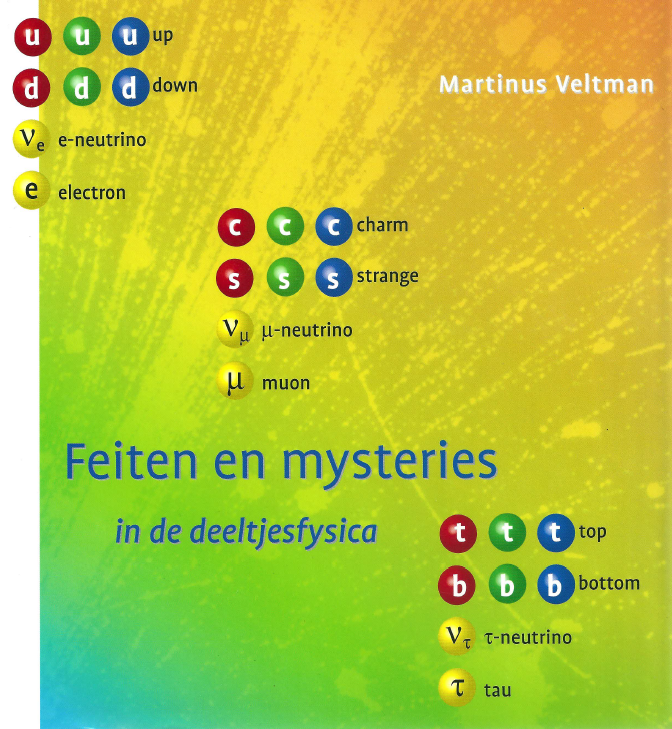 u u u up
d d d down
Martinus Veltman
νe e-neutrino
e electron
c c c charm
s s s strange
νμ μ-neutrino
μ muon
Feiten en mysteries
in de deeltjesfysica
t t t top
b b b bottom
ντ τ-neutrino
τ tau